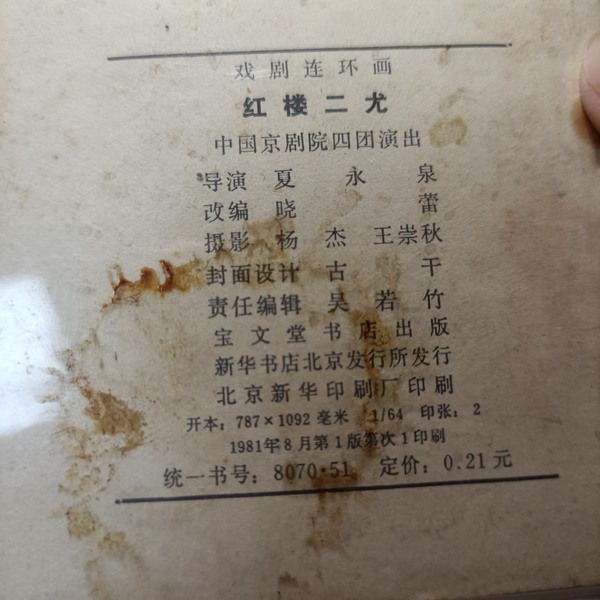 戏剧连环画
红楼二尤
中国京剧院四团演出
导演 夏永泉
改编 晓蕾
摄影 杨杰 王崇秋
封面设计 古干
责任编辑 吴若竹
宝文堂书店出版
新华书店北京发行所发行
北京新华印刷厂印刷
开本：787×1092毫米 1/64 印张：2
1981年8月第1版第次1印刷
统一书号：8070·51 定价：0.21元